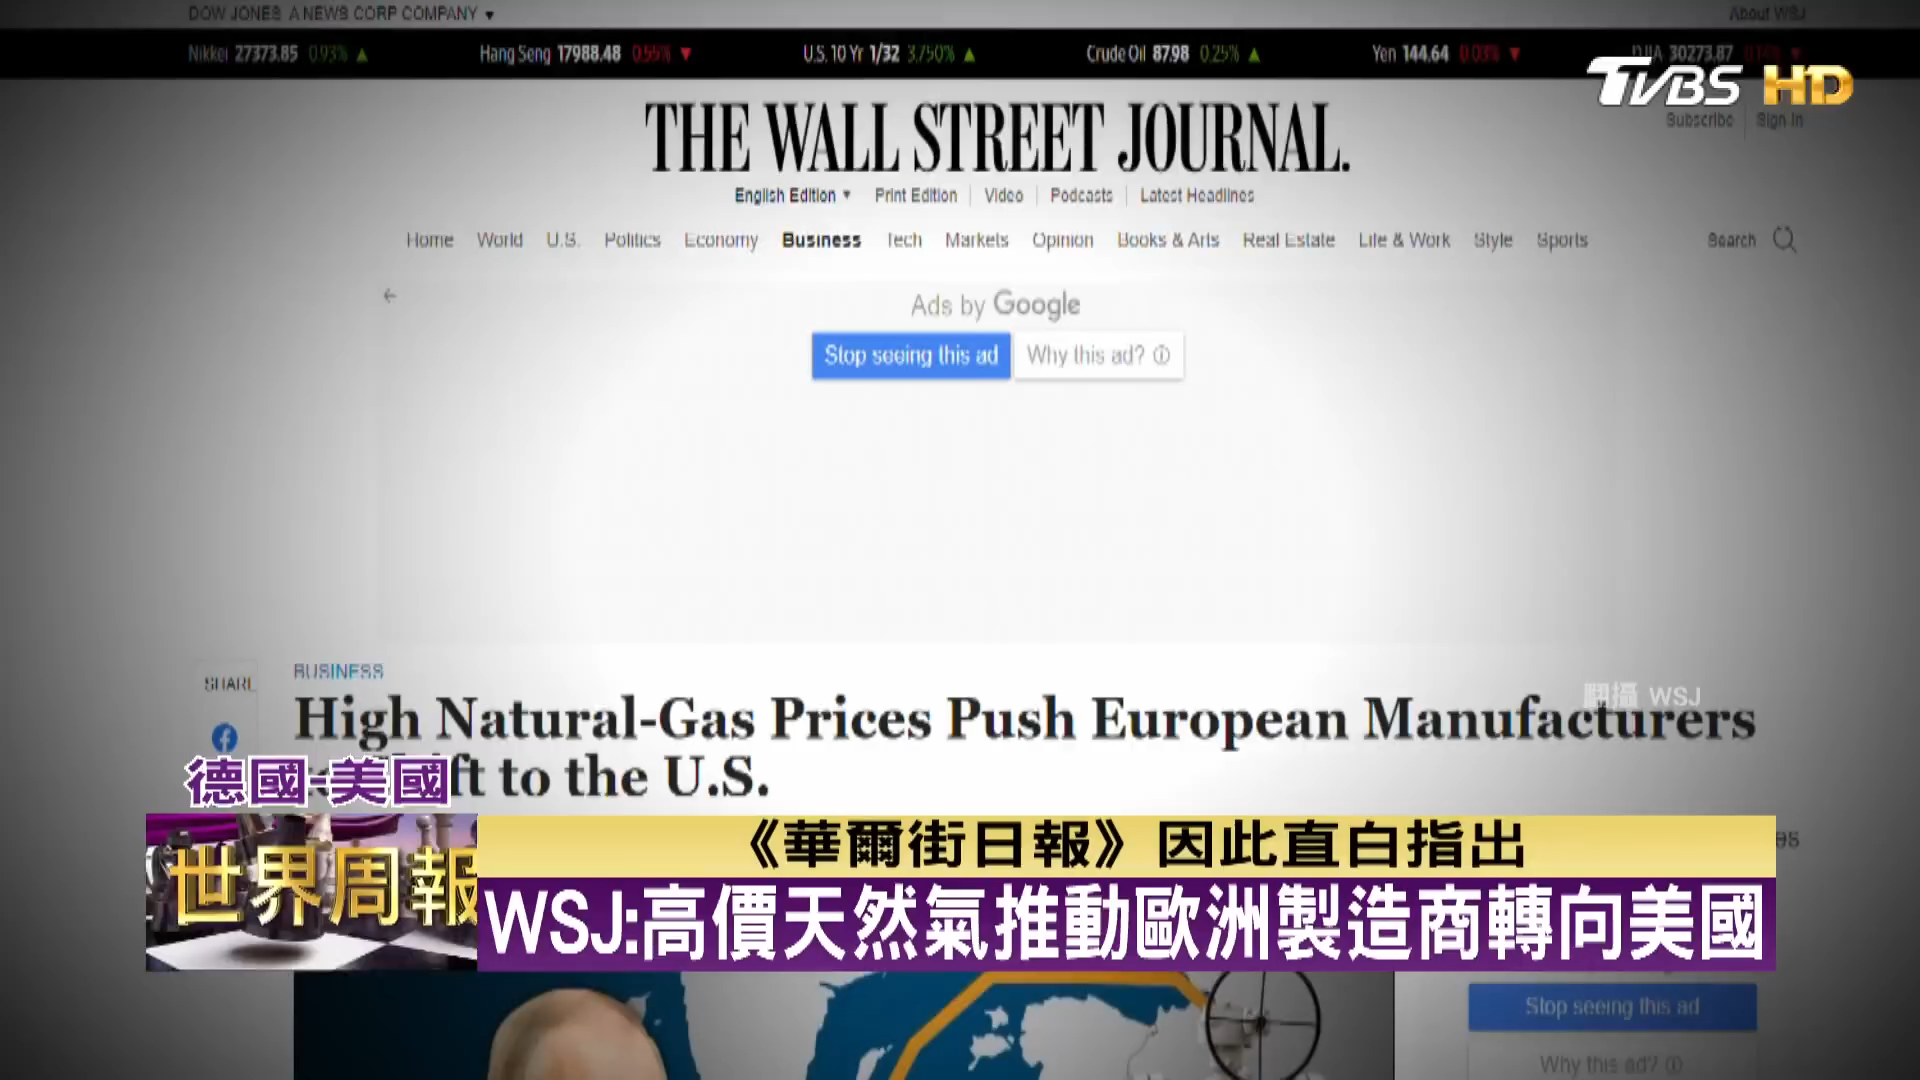 DOW JONES, A NEWS CORP COMPANY ▼
About WSJ
Nikkei 27373.85 0.93% ▲
Hang Seng 17988.48 0.55% ▼
U.S. 10 Yr 1/32 3.750% ▲
Crude Oil 87.98 0.25% ▲
Yen 144.64 0.03% ▼
DJIA 30273.87
TVBS HD
Subscribe | Sign In
THE WALL STREET JOURNAL.
English Edition ▼ Print Edition | Video | Podcasts | Latest Headlines
Home World U.S. Politics Economy Business Tech Markets Opinion Books & Arts Real Estate Life & Work Style Sports Search
←
Ads by Google
Stop seeing this ad
Why this ad? ⓘ
SHARE
BUSINESS
翻攝 WSJ
High Natural-Gas Prices Push European Manufacturers
ft to the U.S.
德國-美國
世界周報
《華爾街日報》因此直白指出
WSJ:高價天然氣推動歐洲製造商轉向美國
Stop seeing this ad
Why this ad? ⓘ